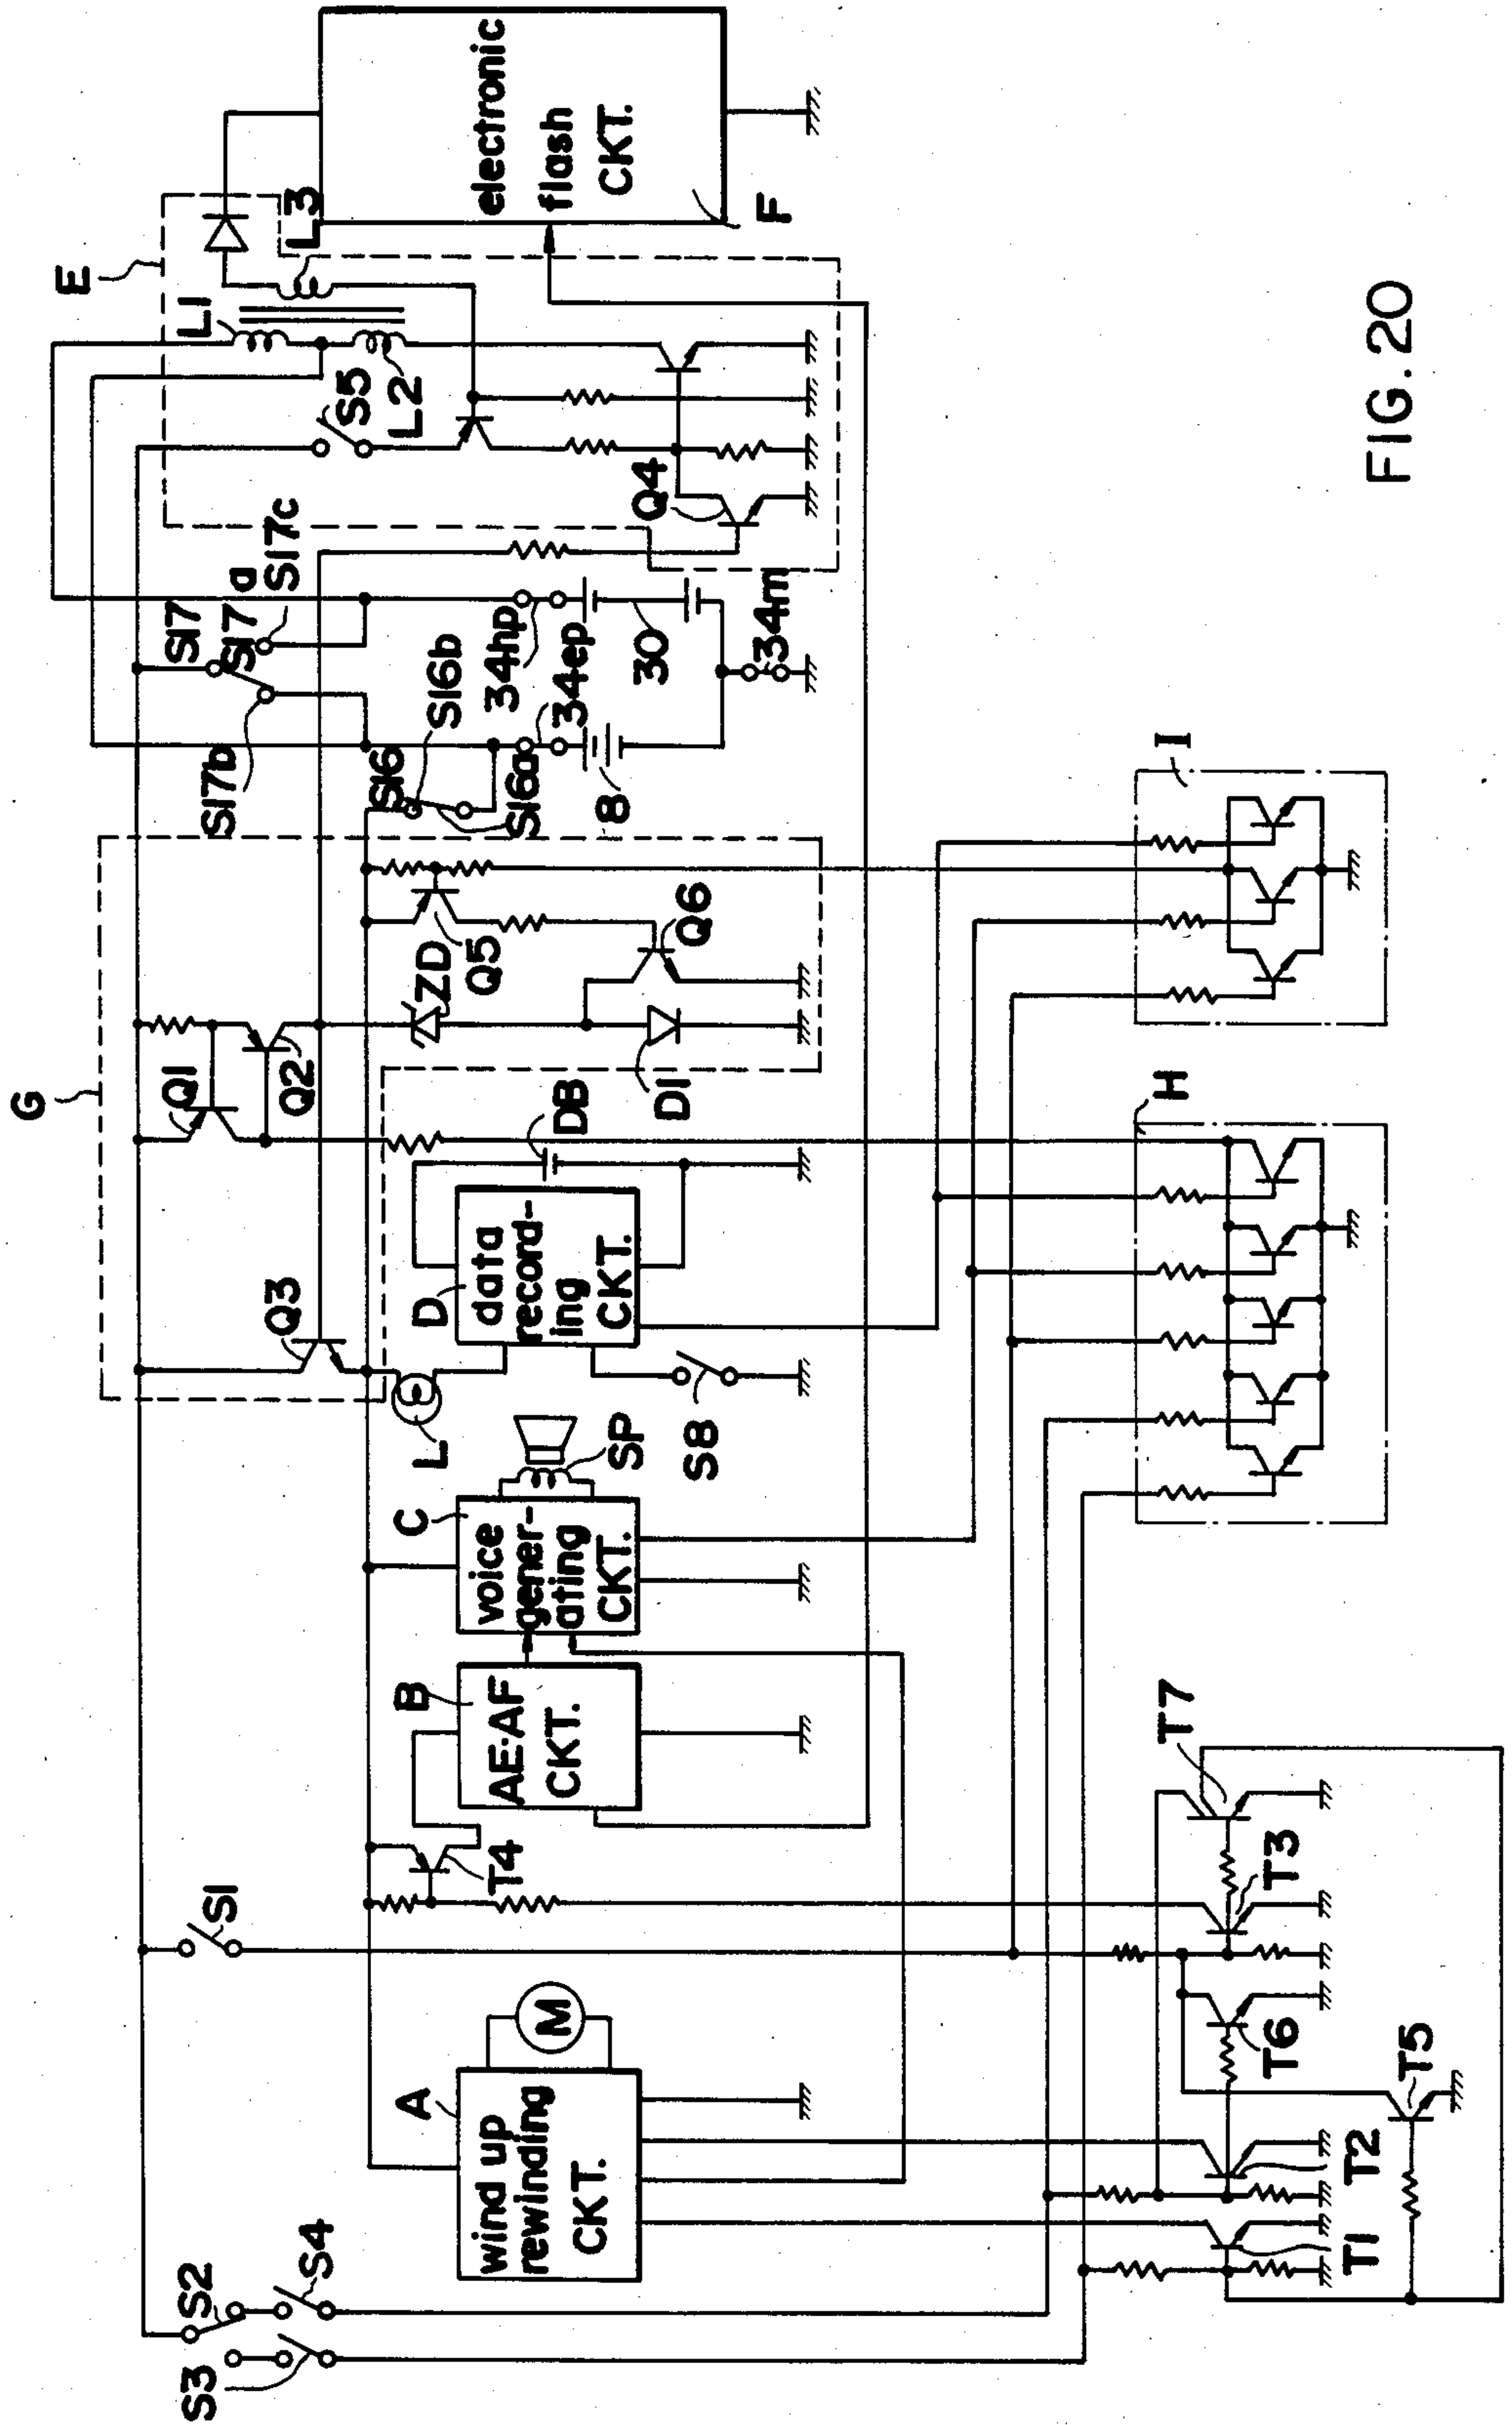 G
E
S2
S4
S3
S1
Q3
Q1
Q2
S17
S17a
S17c
S17b
L1
L3
S5
L2
electronic
flash
CKT.
F
A
wind up
rewinding
CKT.
M
T4
B
AE·AF
CKT.
C
voice
gener-
ating
CKT.
SP
L
D
data
record-
ing
CKT.
S8
DB
ZD
Q5
D1
Q6
S16
S16b
S16a
34hp
34ep
8
30
34m
Q4
H
I
T1
T2
T6
T5
T3
T7
FIG. 20